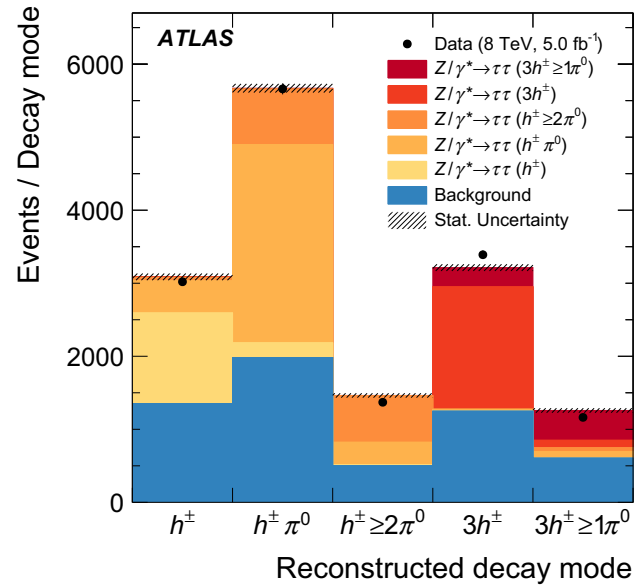 ATLAS
Data (8 TeV, 5.0 fb⁻¹)
Z/γ*→ττ (3h± ≥1π⁰)
Z/γ*→ττ (3h±)
Z/γ*→ττ (h± ≥2π⁰)
Z/γ*→ττ (h± π⁰)
Z/γ*→ττ (h±)
Background
Stat. Uncertainty
Events / Decay mode
6000
4000
2000
0
h± h± π⁰ h± ≥2π⁰ 3h± 3h± ≥1π⁰
Reconstructed decay mode